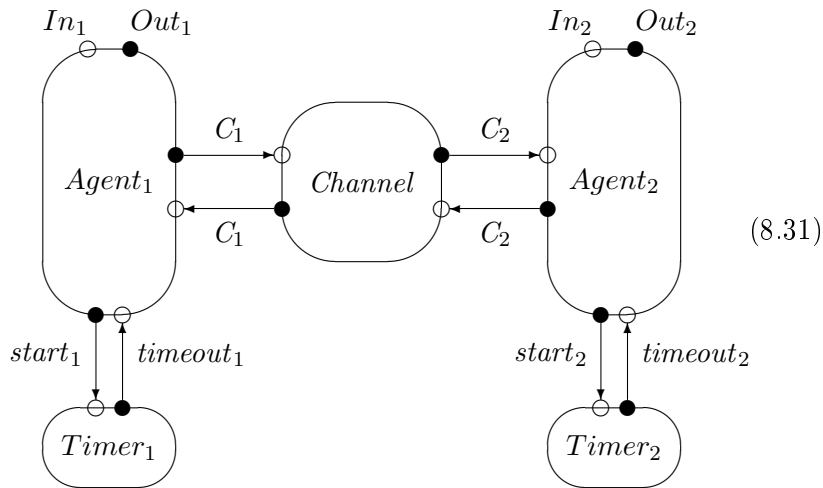 In₁ Out₁ In₂ Out₂
C₁ C₂
Agent₁ Channel Agent₂
C₁ C₂
(8.31)
start₁ timeout₁ start₂ timeout₂
Timer₁ Timer₂